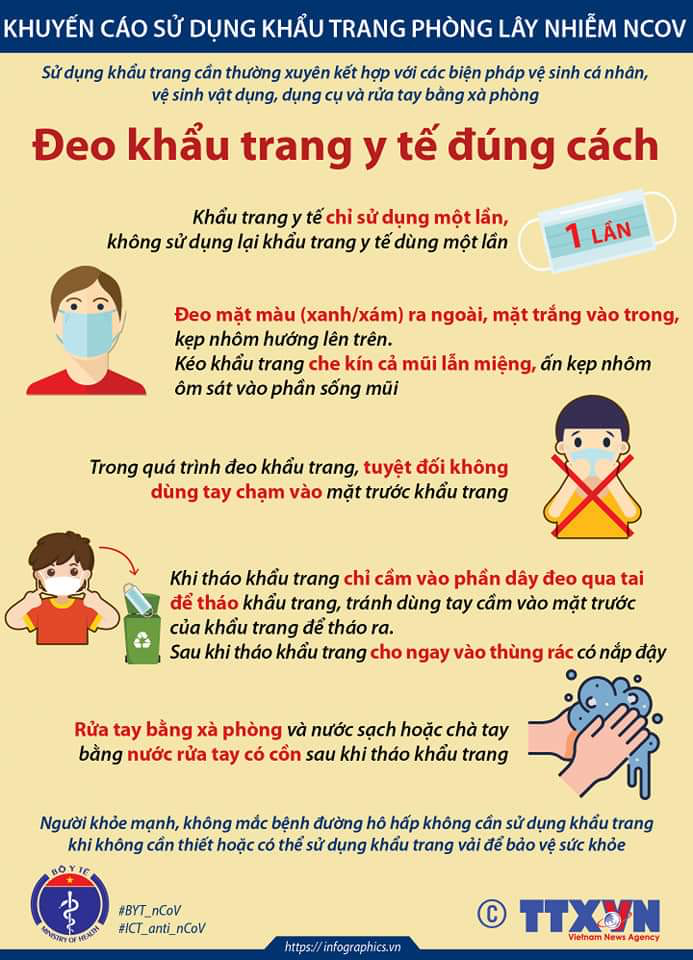 KHUYẾN CÁO SỬ DỤNG KHẨU TRANG PHÒNG LÂY NHIỄM NCOV
Sử dụng khẩu trang cần thường xuyên kết hợp với các biện pháp vệ sinh cá nhân,
vệ sinh vật dụng, dụng cụ và rửa tay bằng xà phòng
Đeo khẩu trang y tế đúng cách
Khẩu trang y tế chỉ sử dụng một lần,
không sử dụng lại khẩu trang y tế dùng một lần
1 LẦN
Đeo mặt màu (xanh/xám) ra ngoài, mặt trắng vào trong,
kẹp nhôm hướng lên trên.
Kéo khẩu trang che kín cả mũi lẫn miệng, ấn kẹp nhôm
ôm sát vào phần sống mũi
Trong quá trình đeo khẩu trang, tuyệt đối không
dùng tay chạm vào mặt trước khẩu trang
Khi tháo khẩu trang chỉ cầm vào phần dây đeo qua tai
để tháo khẩu trang, tránh dùng tay cầm vào mặt trước
của khẩu trang để tháo ra.
Sau khi tháo khẩu trang cho ngay vào thùng rác có nắp đậy
Rửa tay bằng xà phòng và nước sạch hoặc chà tay
bằng nước rửa tay có cồn sau khi tháo khẩu trang
Người khỏe mạnh, không mắc bệnh đường hô hấp không cần sử dụng khẩu trang
khi không cần thiết hoặc có thể sử dụng khẩu trang vải để bảo vệ sức khỏe
BỘ Y TẾ
MINISTRY OF HEALTH
#BYT_nCoV
#ICT_anti_nCoV
© TTXVN
Vietnam News Agency
https://infographics.vn